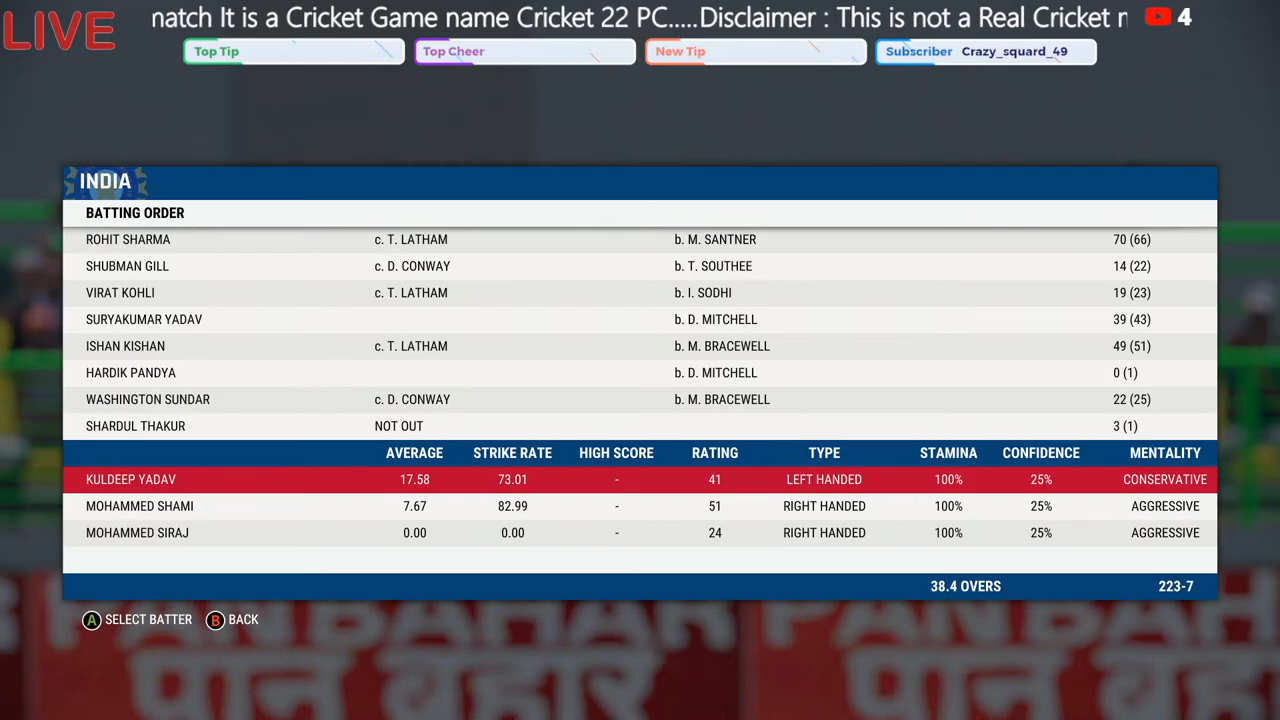 LIVE
natch It is a Cricket Game name Cricket 22 PC.....Disclaimer : This is not a Real Cricket
4
Top Tip
Top Cheer
New Tip
Subscriber Crazy_squard_49
INDIA
BATTING ORDER
ROHIT SHARMA c. T. LATHAM b. M. SANTNER 70 (66)
SHUBMAN GILL c. D. CONWAY b. T. SOUTHEE 14 (22)
VIRAT KOHLI c. T. LATHAM b. I. SODHI 19 (23)
SURYAKUMAR YADAV b. D. MITCHELL 39 (43)
ISHAN KISHAN c. T. LATHAM b. M. BRACEWELL 49 (51)
HARDIK PANDYA b. D. MITCHELL 0 (1)
WASHINGTON SUNDAR c. D. CONWAY b. M. BRACEWELL 22 (25)
SHARDUL THAKUR NOT OUT 3 (1)
AVERAGE STRIKE RATE HIGH SCORE RATING TYPE STAMINA CONFIDENCE MENTALITY
KULDEEP YADAV 17.58 73.01 - 41 LEFT HANDED 100% 25% CONSERVATIVE
MOHAMMED SHAMI 7.67 82.99 - 51 RIGHT HANDED 100% 25% AGGRESSIVE
MOHAMMED SIRAJ 0.00 0.00 - 24 RIGHT HANDED 100% 25% AGGRESSIVE
38.4 OVERS 223-7
A SELECT BATTER B BACK
PANBAHAR
पान बहार